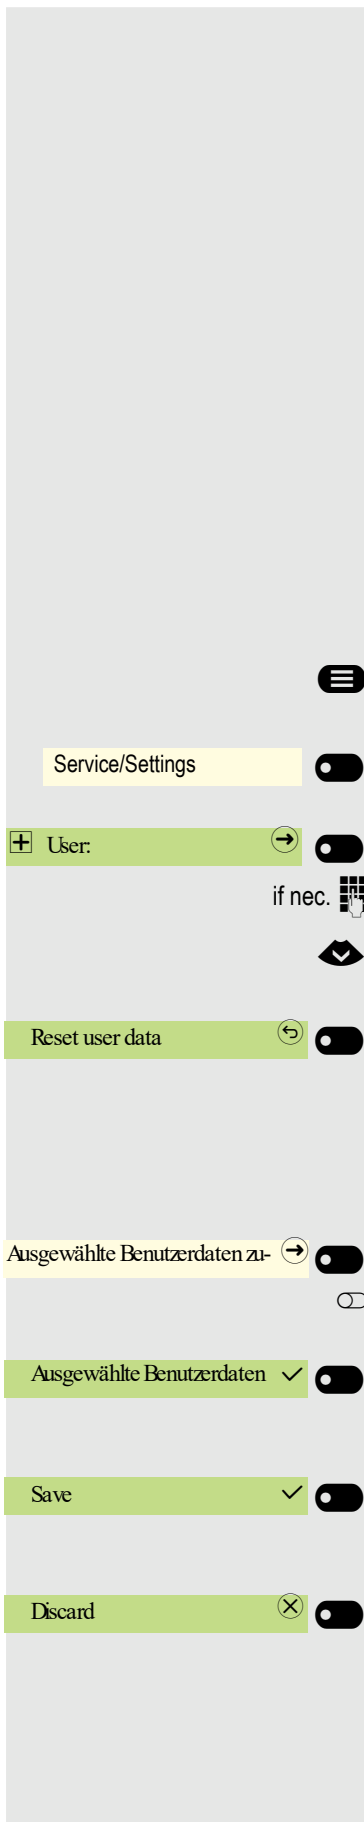 Service/Settings
User:
if nec.
Reset user data
Ausgewählte Benutzerdaten zu-
Ausgewählte Benutzerdaten
Save
Discard